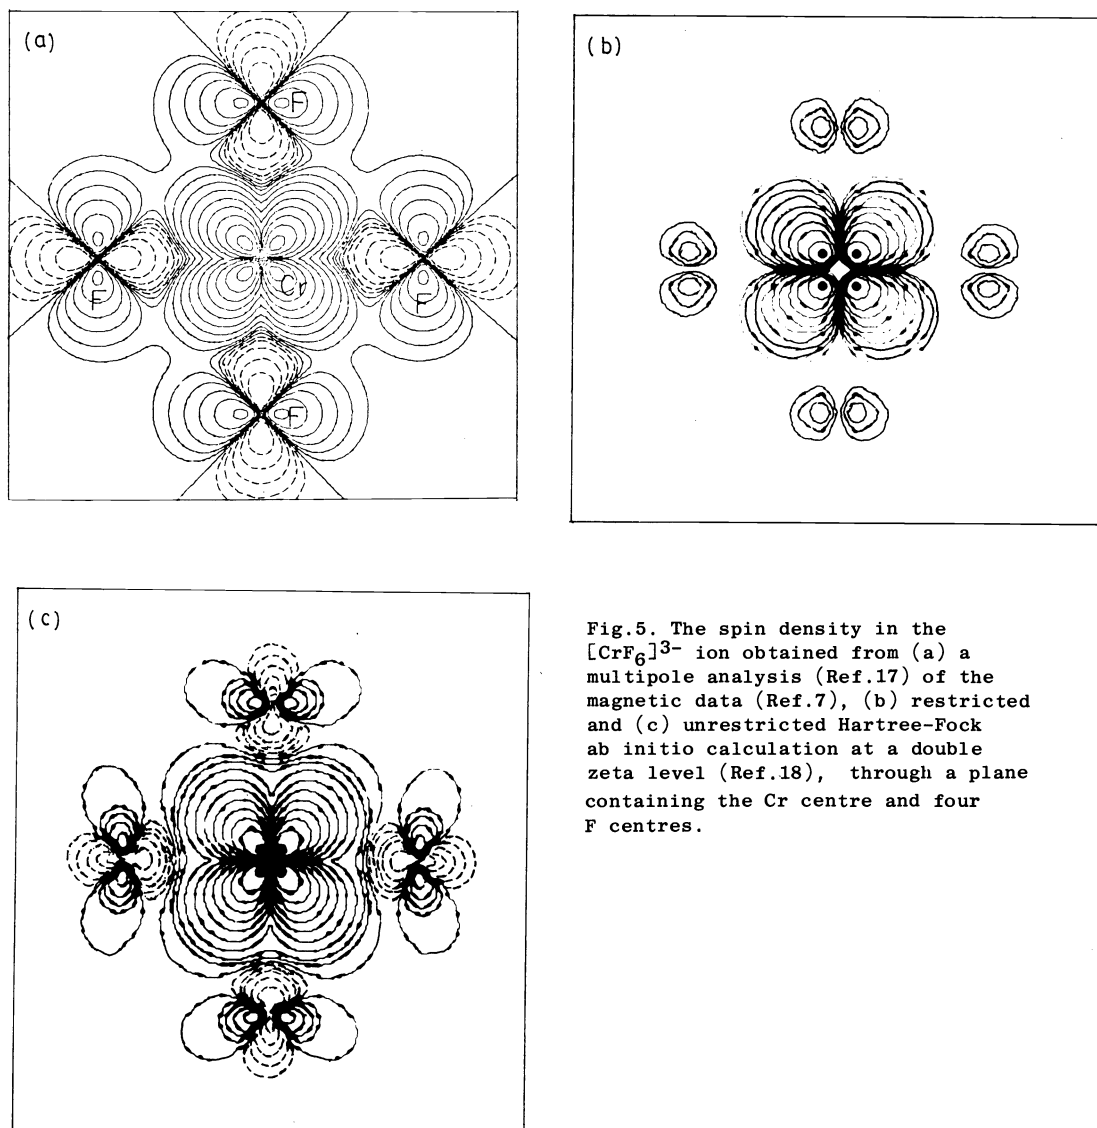 (a)
F
F
Cr
F
F
(b)
(c)
Fig.5. The spin density in the
[CrF6]3- ion obtained from (a) a
multipole analysis (Ref.17) of the
magnetic data (Ref.7), (b) restricted
and (c) unrestricted Hartree-Fock
ab initio calculation at a double
zeta level (Ref.18), through a plane
containing the Cr centre and four
F centres.